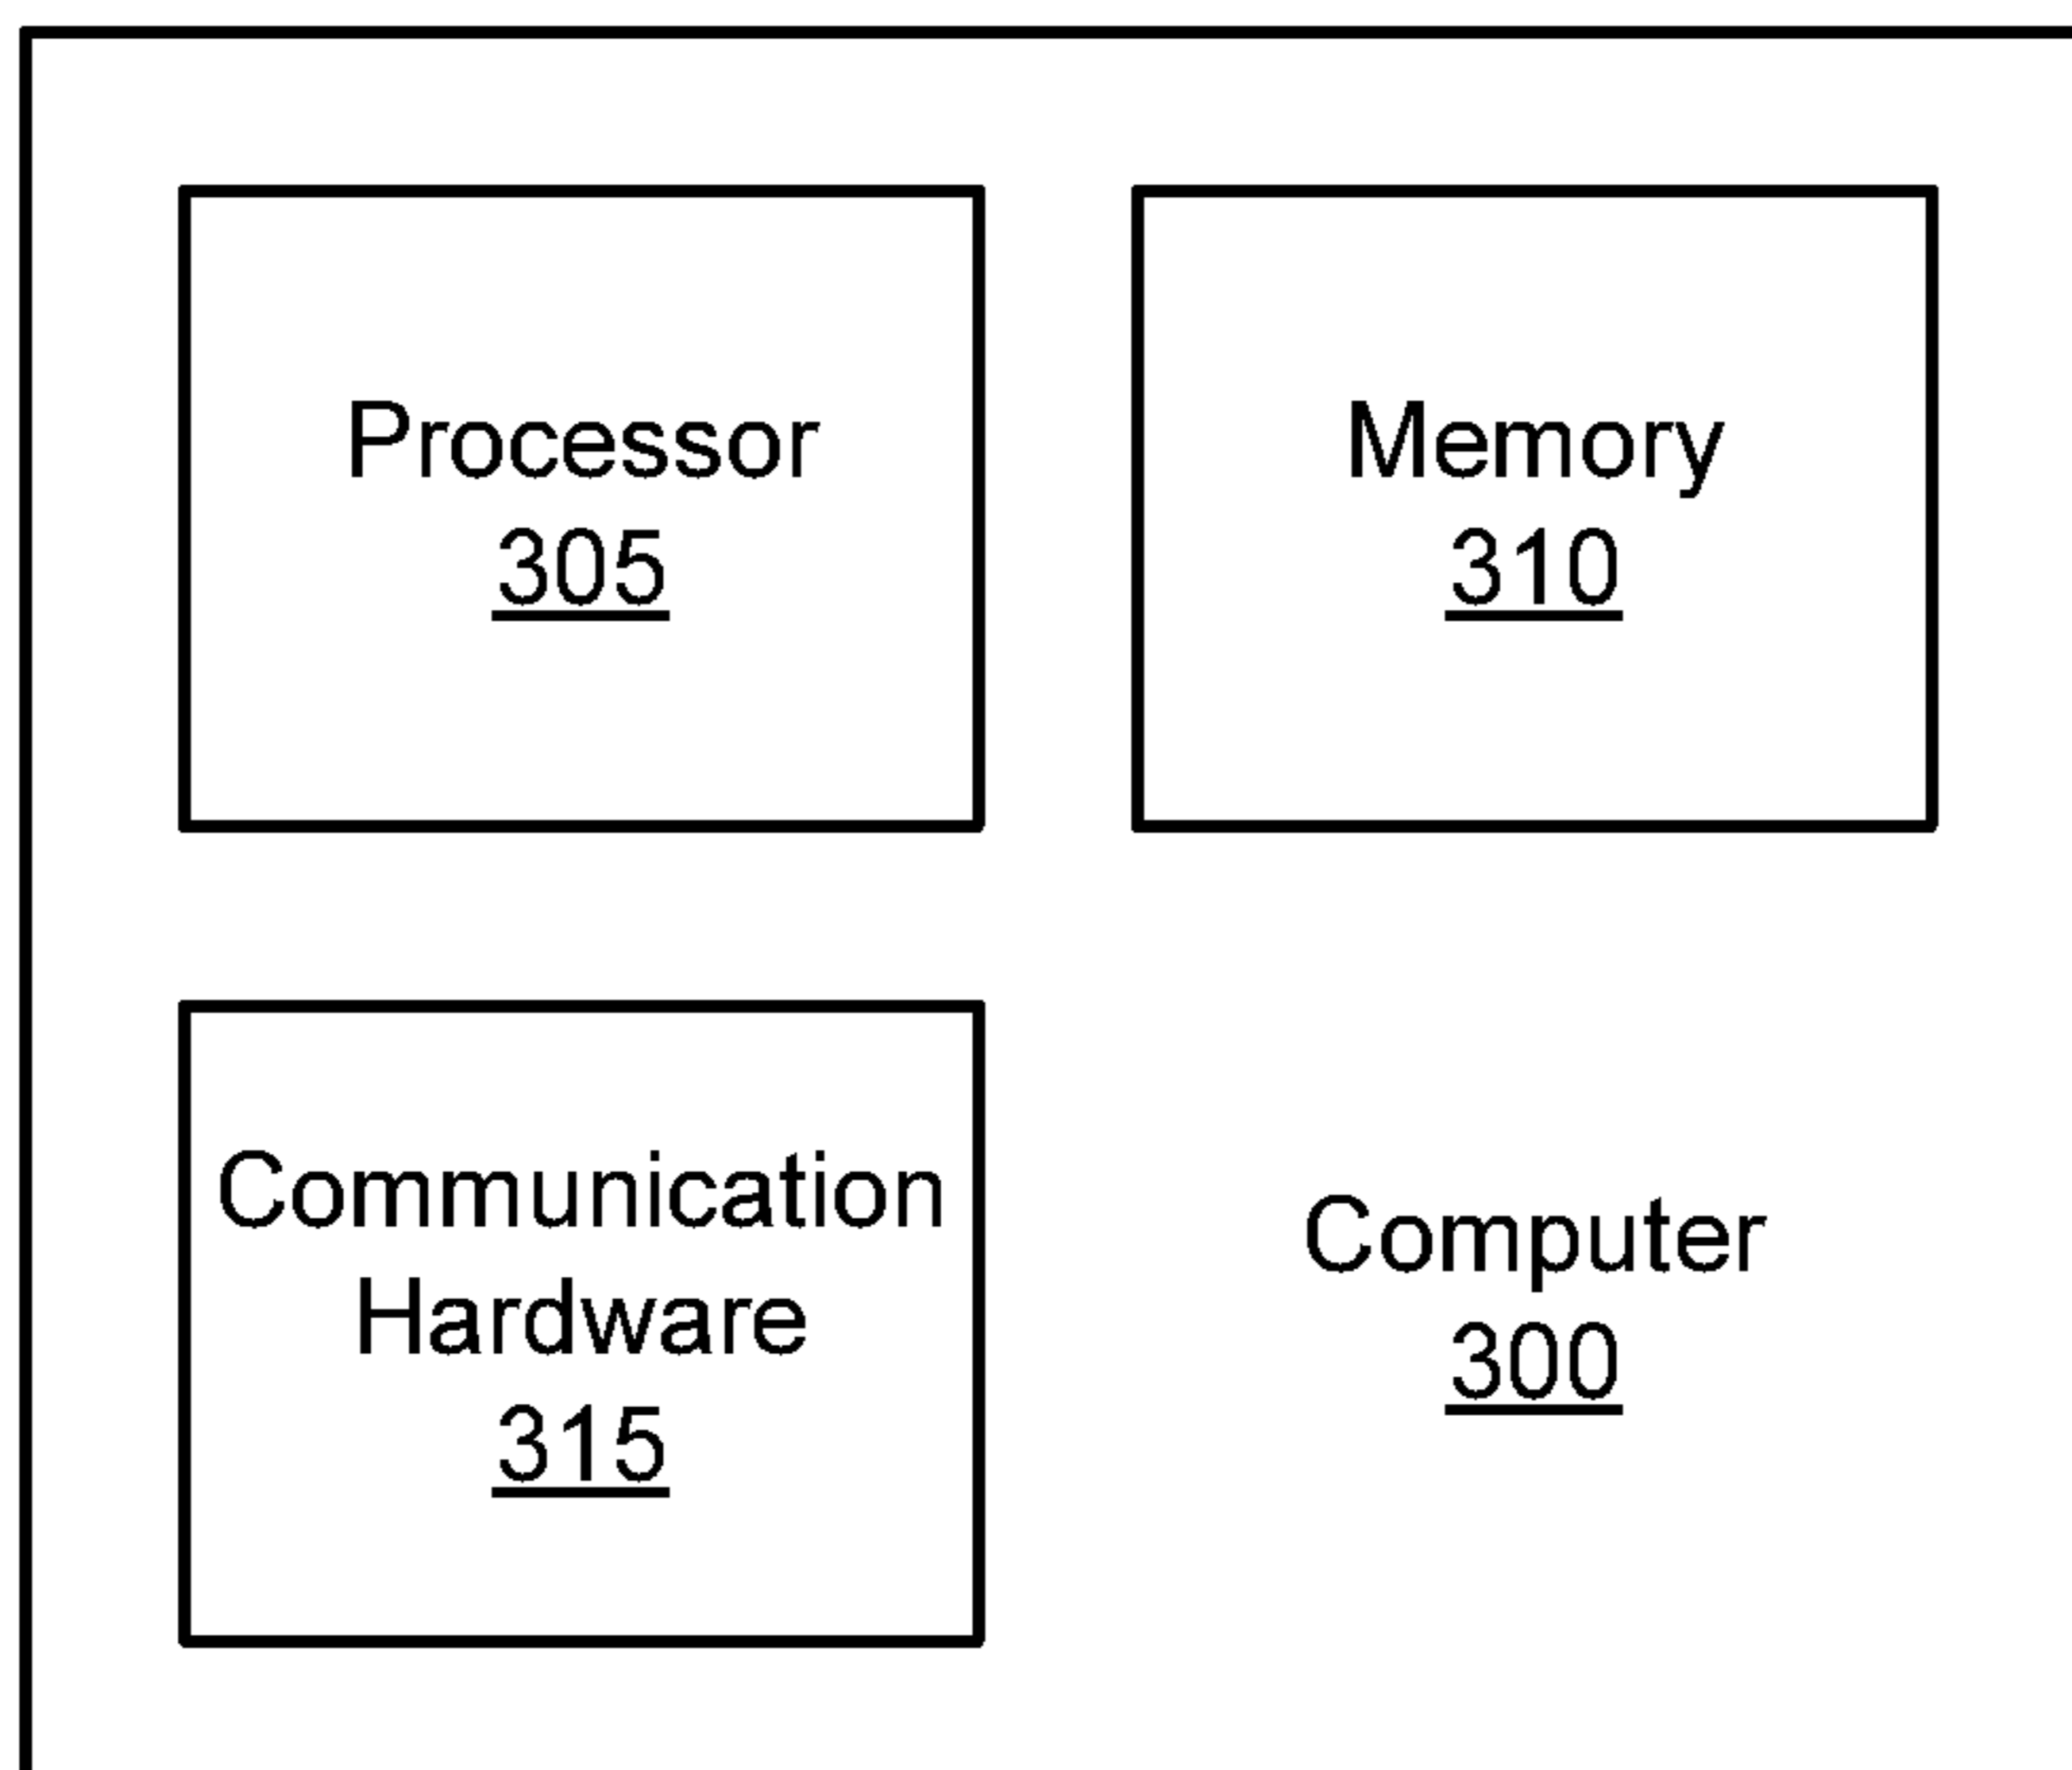 Processor
305
Memory
310
Communication
Hardware
315
Computer
300